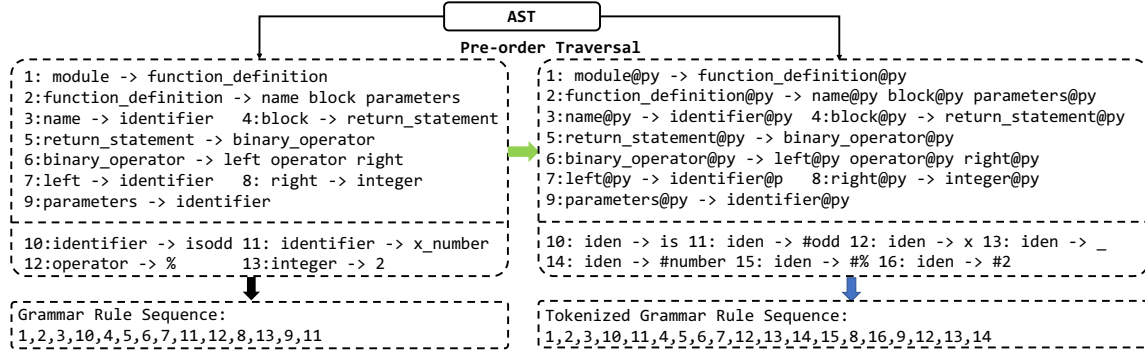 AST
Pre-order Traversal
1: module -> function_definition
2:function_definition -> name block parameters
3:name -> identifier 4:block -> return_statement
5:return_statement -> binary_operator
6:binary_operator -> left operator right
7:left -> identifier 8: right -> integer
9:parameters -> identifier
10:identifier -> isodd 11: identifier -> x_number
12:operator -> % 13:integer -> 2
Grammar Rule Sequence:
1,2,3,10,4,5,6,7,11,12,8,13,9,11
1: module@py -> function_definition@py
2:function_definition@py -> name@py block@py parameters@py
3:name@py -> identifier@py 4:block@py -> return_statement@py
5:return_statement@py -> binary_operator@py
6:binary_operator@py -> left@py operator@py right@py
7:left@py -> identifier@p 8:right@py -> integer@py
9:parameters@py -> identifier@py
10: iden -> is 11: iden -> #odd 12: iden -> x 13: iden -> _
14: iden -> #number 15: iden -> #% 16: iden -> #2
Tokenized Grammar Rule Sequence:
1,2,3,10,11,4,5,6,7,12,13,14,15,8,16,9,12,13,14